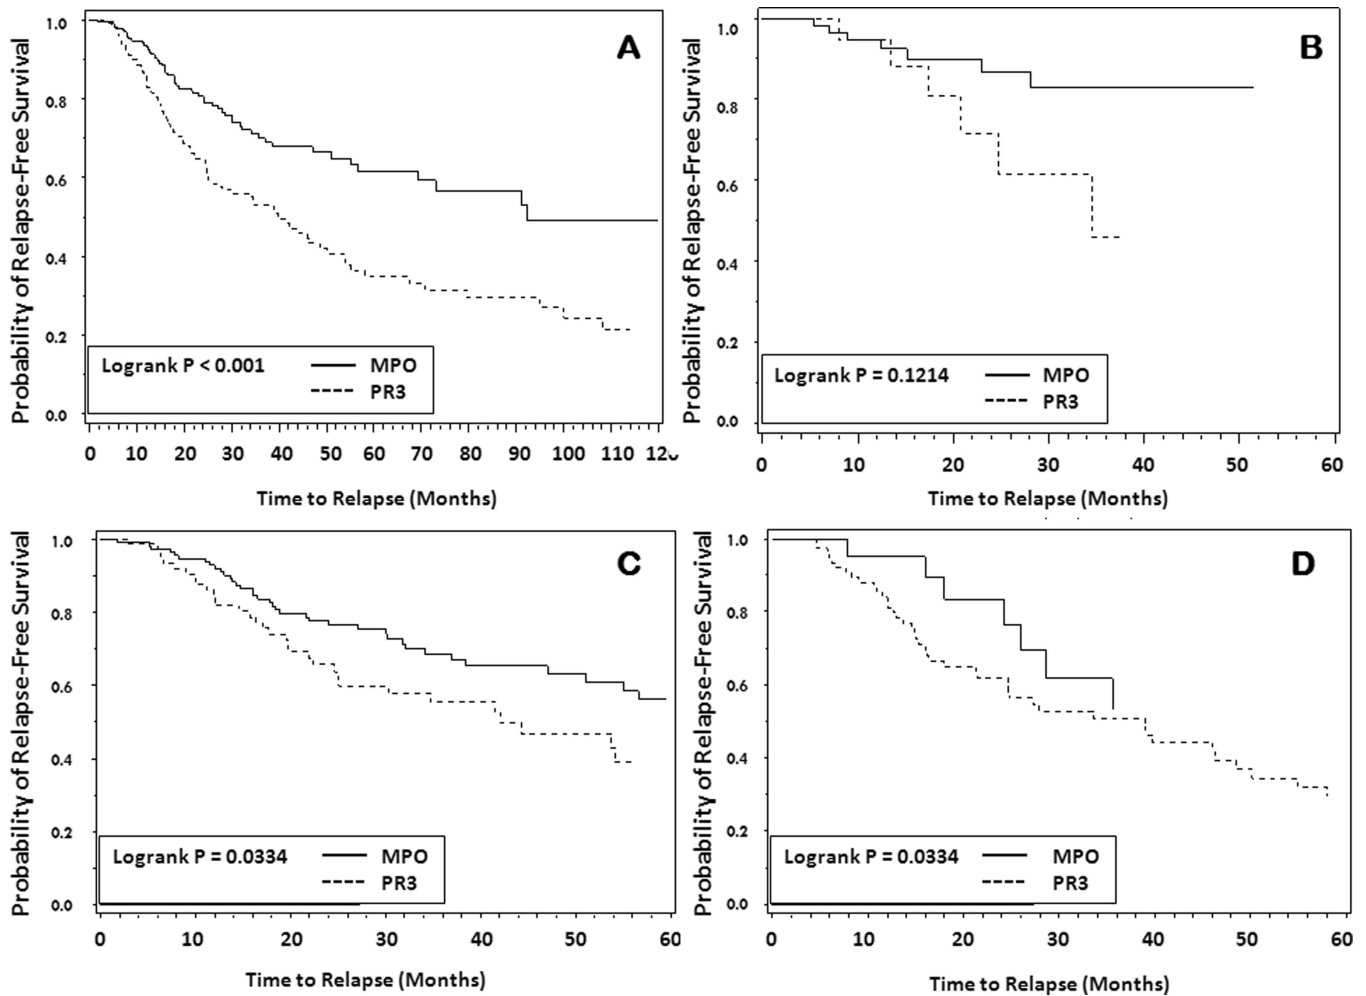 A
Probability of Relapse-Free Survival
1.0
0.8
0.6
0.4
0.2
0.0
Logrank P < 0.001
MPO
PR3
0 10 20 30 40 50 60 70 80 90 100 110 120
Time to Relapse (Months)
B
Probability of Relapse-Free Survival
1.0
0.8
0.6
0.4
0.2
0.0
Logrank P = 0.1214
MPO
PR3
0 10 20 30 40 50 60
Time to Relapse (Months)
C
Probability of Relapse-Free Survival
1.0
0.8
0.6
0.4
0.2
0.0
Logrank P = 0.0334
MPO
PR3
0 10 20 30 40 50 60
Time to Relapse (Months)
D
Probability of Relapse-Free Survival
1.0
0.8
0.6
0.4
0.2
0.0
Logrank P = 0.0334
MPO
PR3
0 10 20 30 40 50 60
Time to Relapse (Months)